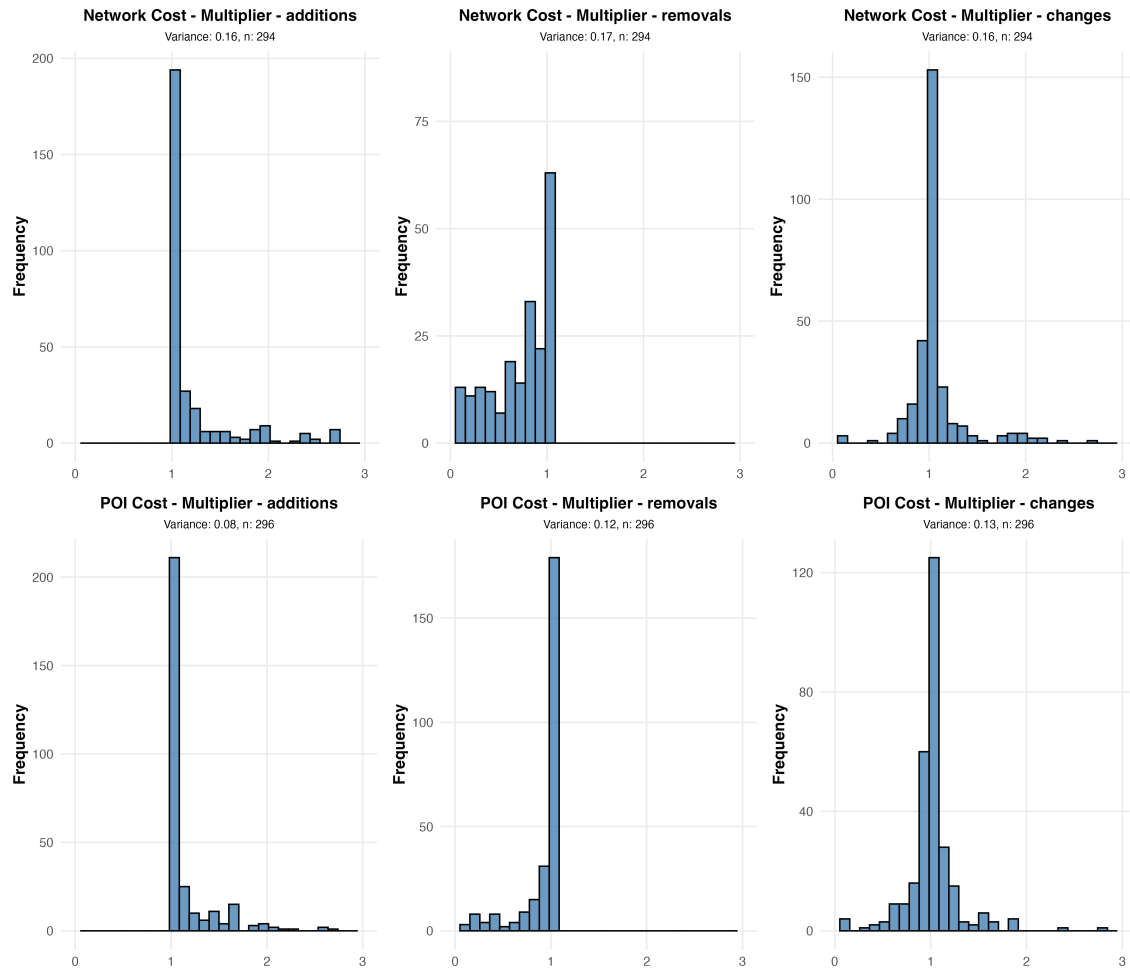 Network Cost - Multiplier - additions
Variance: 0.16, n: 294
Frequency
200
150
100
50
0
0 1 2 3
Network Cost - Multiplier - removals
Variance: 0.17, n: 294
Frequency
75
50
25
0
0 1 2 3
Network Cost - Multiplier - changes
Variance: 0.16, n: 294
Frequency
150
100
50
0
0 1 2 3
POI Cost - Multiplier - additions
Variance: 0.08, n: 296
Frequency
200
150
100
50
0
0 1 2 3
POI Cost - Multiplier - removals
Variance: 0.12, n: 296
Frequency
150
100
50
0
0 1 2 3
POI Cost - Multiplier - changes
Variance: 0.13, n: 296
Frequency
120
80
40
0
0 1 2 3